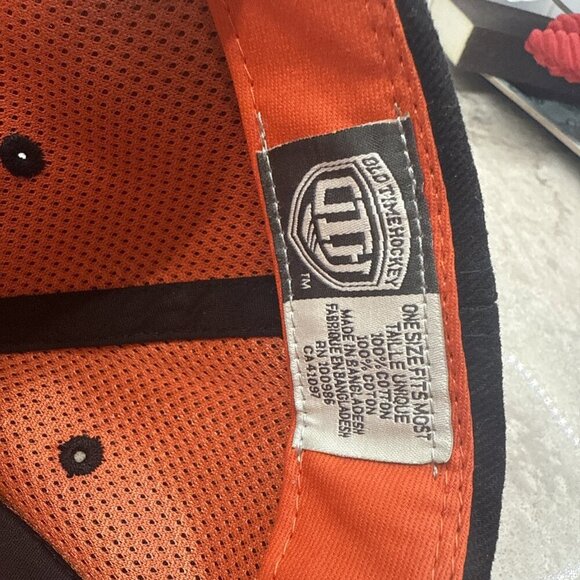 OLD TIME HOCKEY
OTH
TM
ONE SIZE FITS MOST
TAILLE UNIQUE
100% COTTON
100% COTON
MADE IN BANGLADESH
FABRIQUE EN BANGLADESH
RN 100986
CA 41097